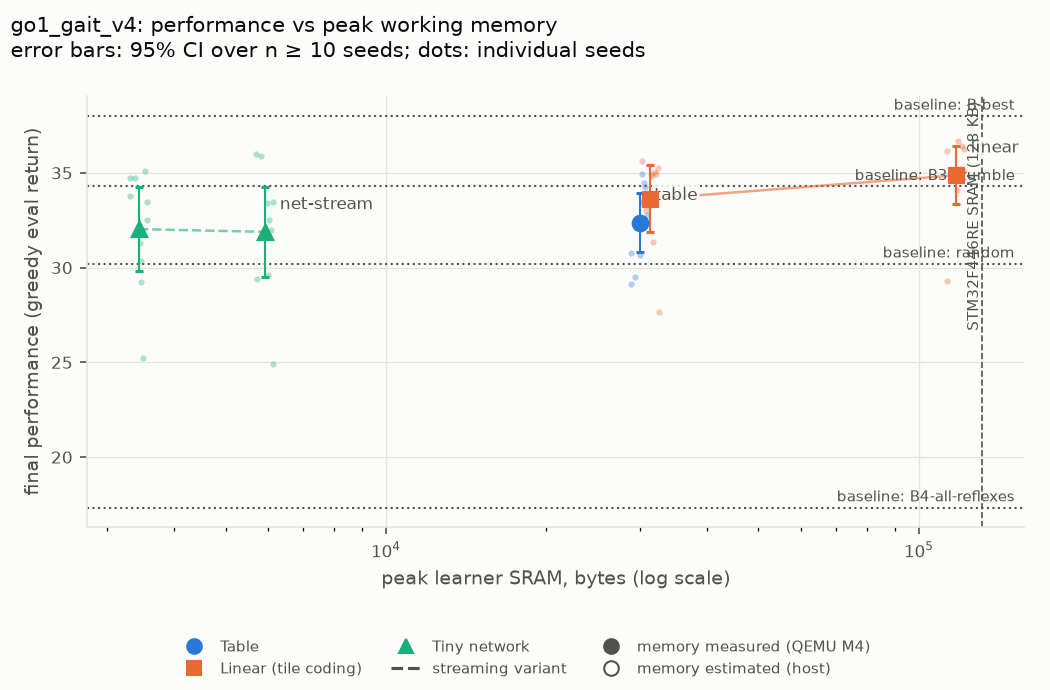 go1_gait_v4: performance vs peak working memory
error bars: 95% CI over n ≥ 10 seeds; dots: individual seeds
final performance (greedy eval return)
35
30
25
20
baseline: B-best
linear
baseline: B3
table
net-stream
baseline: random
baseline: B4-all-reflexes
STM32F446RE SRAM (128 KB)
10^4
10^5
peak learner SRAM, bytes (log scale)
Table
Linear (tile coding)
Tiny network
streaming variant
memory measured (QEMU M4)
memory estimated (host)